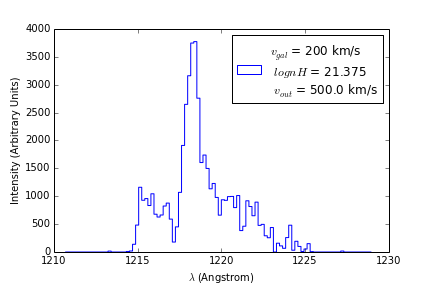 4000
3500
3000
2500
2000
1500
1000
500
0
Intensity (Arbitrary Units)
v_gal = 200 km/s
lognH = 21.375
v_out = 500.0 km/s
1210 1215 1220 1225 1230
λ (Angstrom)